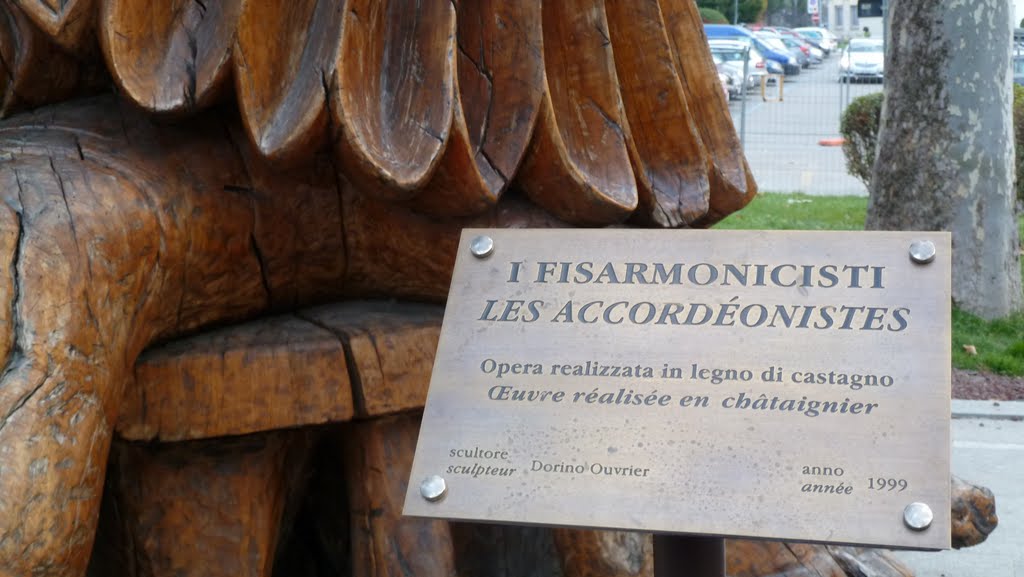 I FISARMONICISTI
LES ACCORDÉONISTES
Opera realizzata in legno di castagno
Œuvre réalisée en châtaignier
scultore
sculpteur Dorino Ouvrier
anno
année 1999